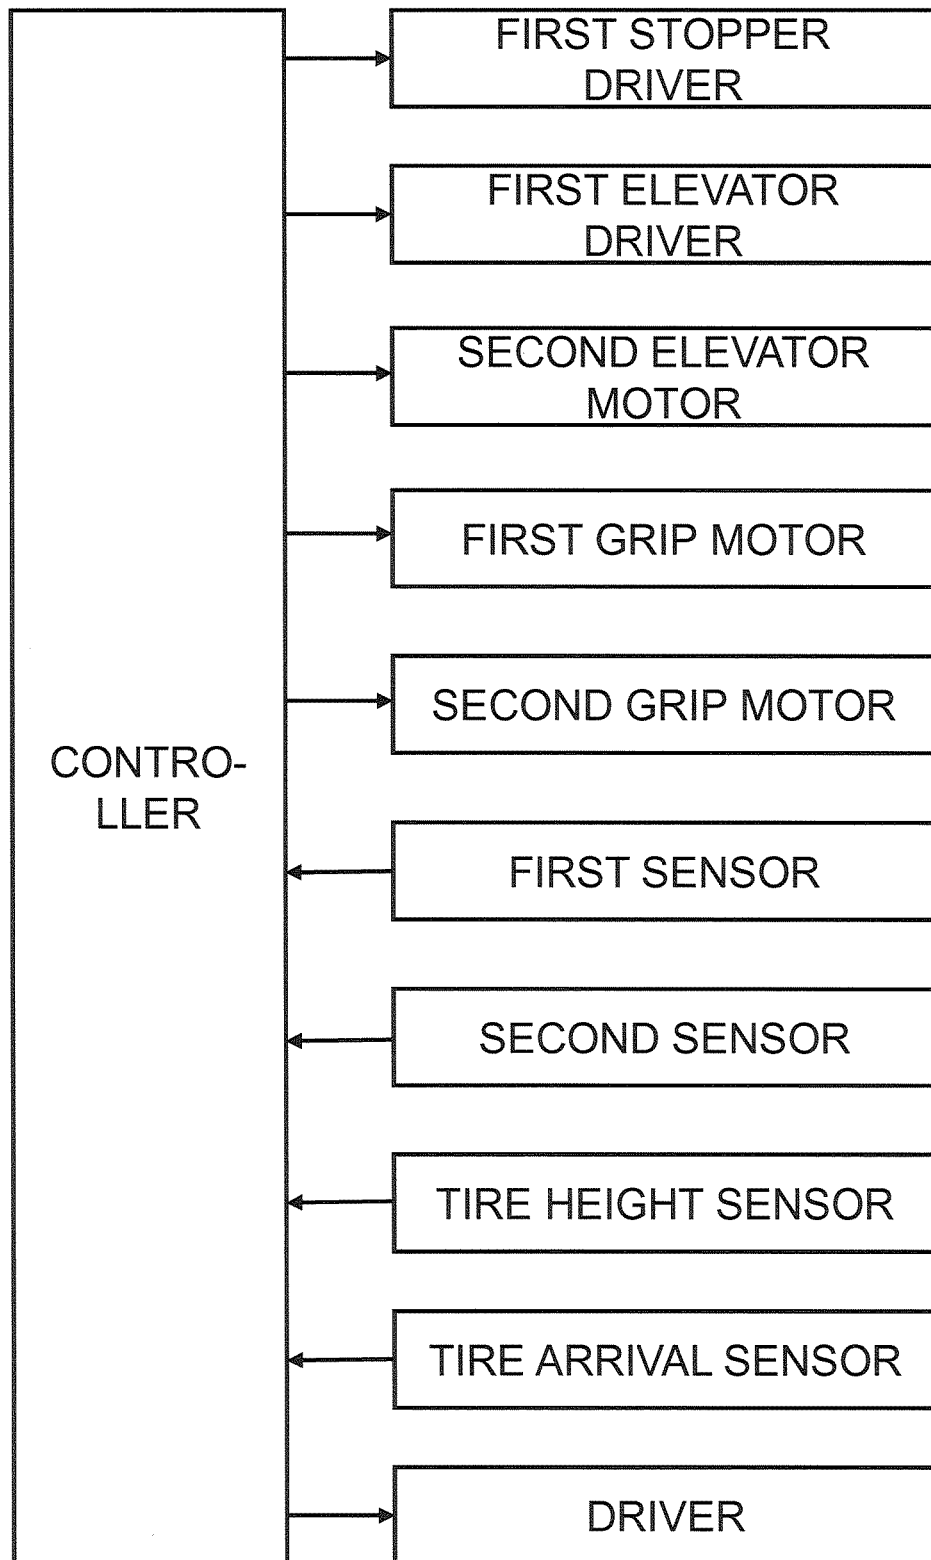 FIRST STOPPER
DRIVER
FIRST ELEVATOR
DRIVER
SECOND ELEVATOR
MOTOR
FIRST GRIP MOTOR
SECOND GRIP MOTOR
CONTRO-
LLER
FIRST SENSOR
SECOND SENSOR
TIRE HEIGHT SENSOR
TIRE ARRIVAL SENSOR
DRIVER